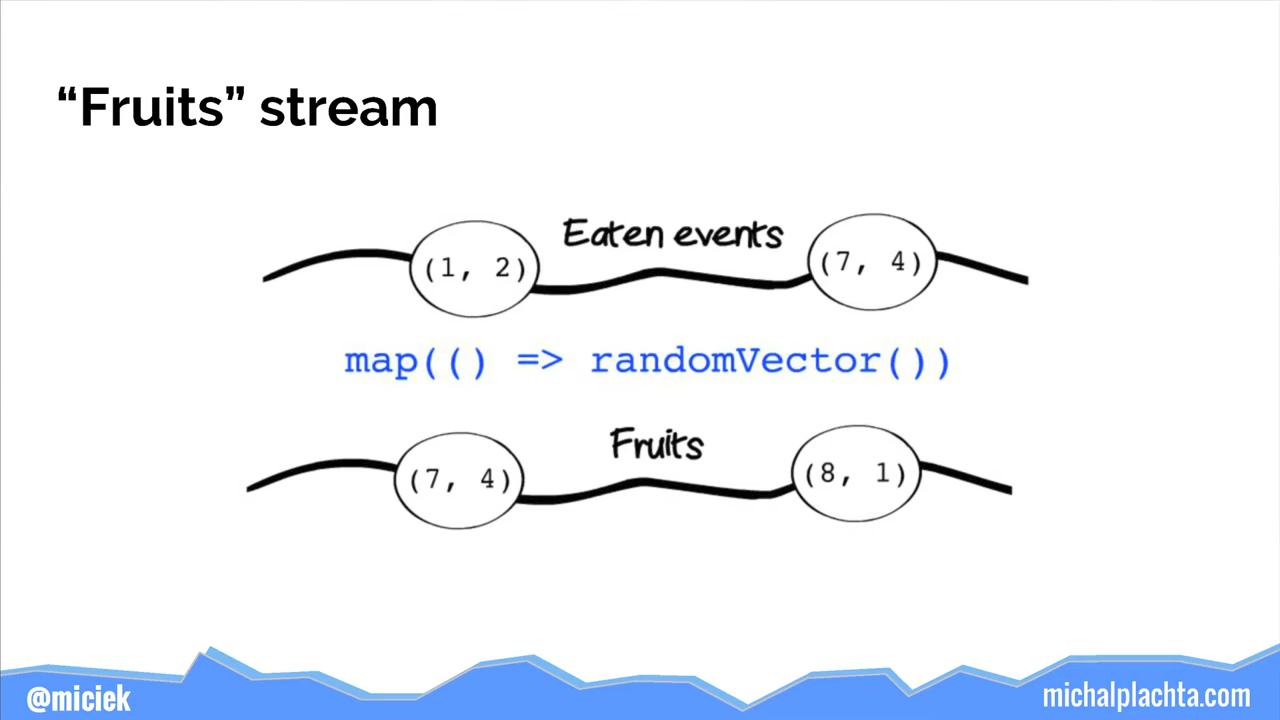 “Fruits” stream
Eaten events
(1, 2)
(7, 4)
map(() => randomVector())
Fruits
(7, 4)
(8, 1)
@miciek
michalplachta.com